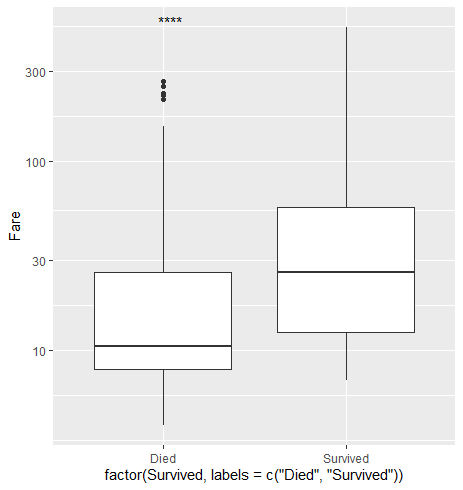 ****
300
100
30
10
Fare
Died
Survived
factor(Survived, labels = c("Died", "Survived"))